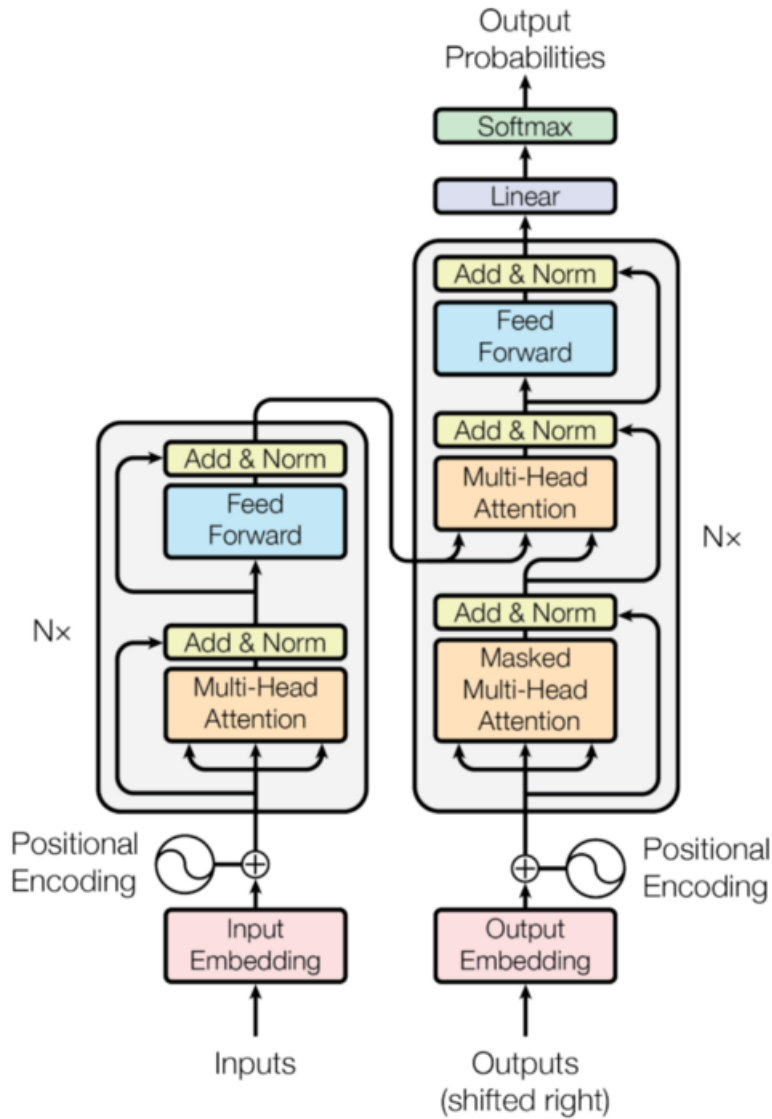 Output
Probabilities
Softmax
Linear
Add & Norm
Feed
Forward
Add & Norm
Multi-Head
Attention
Add & Norm
Masked
Multi-Head
Attention
N×
Add & Norm
Feed
Forward
Add & Norm
Multi-Head
Attention
N×
Positional
Encoding
Positional
Encoding
Input
Embedding
Output
Embedding
Inputs
Outputs
(shifted right)